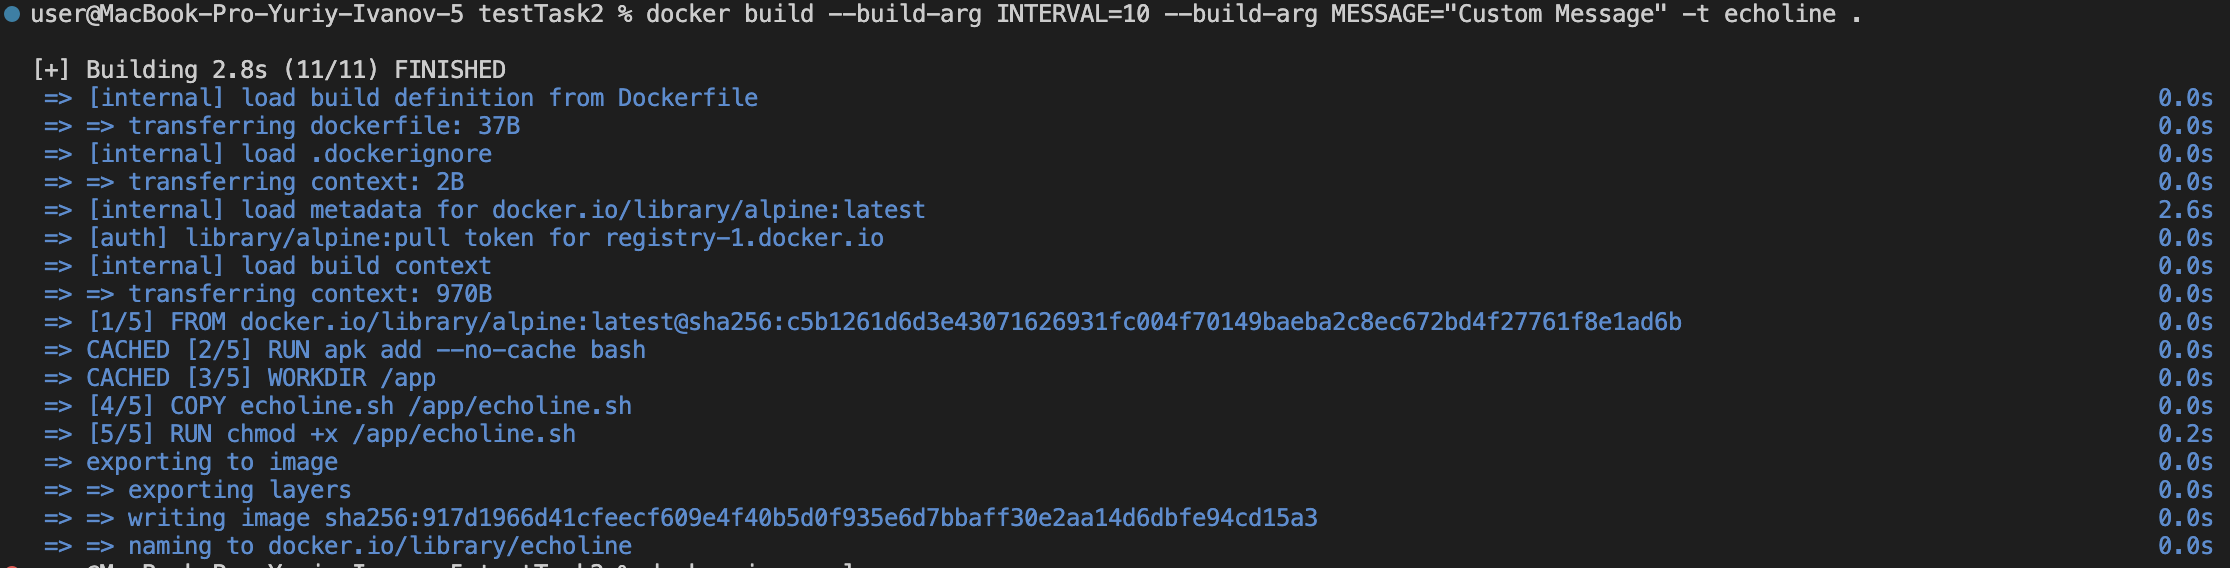 user@MacBook-Pro-Yuriy-Ivanov-5 testTask2 % docker build --build-arg INTERVAL=10 --build-arg MESSAGE="Custom Message" -t echoline .
[+] Building 2.8s (11/11) FINISHED
=> [internal] load build definition from Dockerfile 0.0s
=> => transferring dockerfile: 37B 0.0s
=> [internal] load .dockerignore 0.0s
=> => transferring context: 2B 0.0s
=> [internal] load metadata for docker.io/library/alpine:latest 2.6s
=> [auth] library/alpine:pull token for registry-1.docker.io 0.0s
=> [internal] load build context 0.0s
=> => transferring context: 970B 0.0s
=> [1/5] FROM docker.io/library/alpine:latest@sha256:c5b1261d6d3e43071626931fc004f70149baeba2c8ec672bd4f27761f8e1ad6b 0.0s
=> CACHED [2/5] RUN apk add --no-cache bash 0.0s
=> CACHED [3/5] WORKDIR /app 0.0s
=> [4/5] COPY echoline.sh /app/echoline.sh 0.0s
=> [5/5] RUN chmod +x /app/echoline.sh 0.2s
=> exporting to image 0.0s
=> => exporting layers 0.0s
=> => writing image sha256:917d1966d41cfeecf609e4f40b5d0f935e6d7bbaff30e2aa14d6dbfe94cd15a3 0.0s
=> => naming to docker.io/library/echoline 0.0s